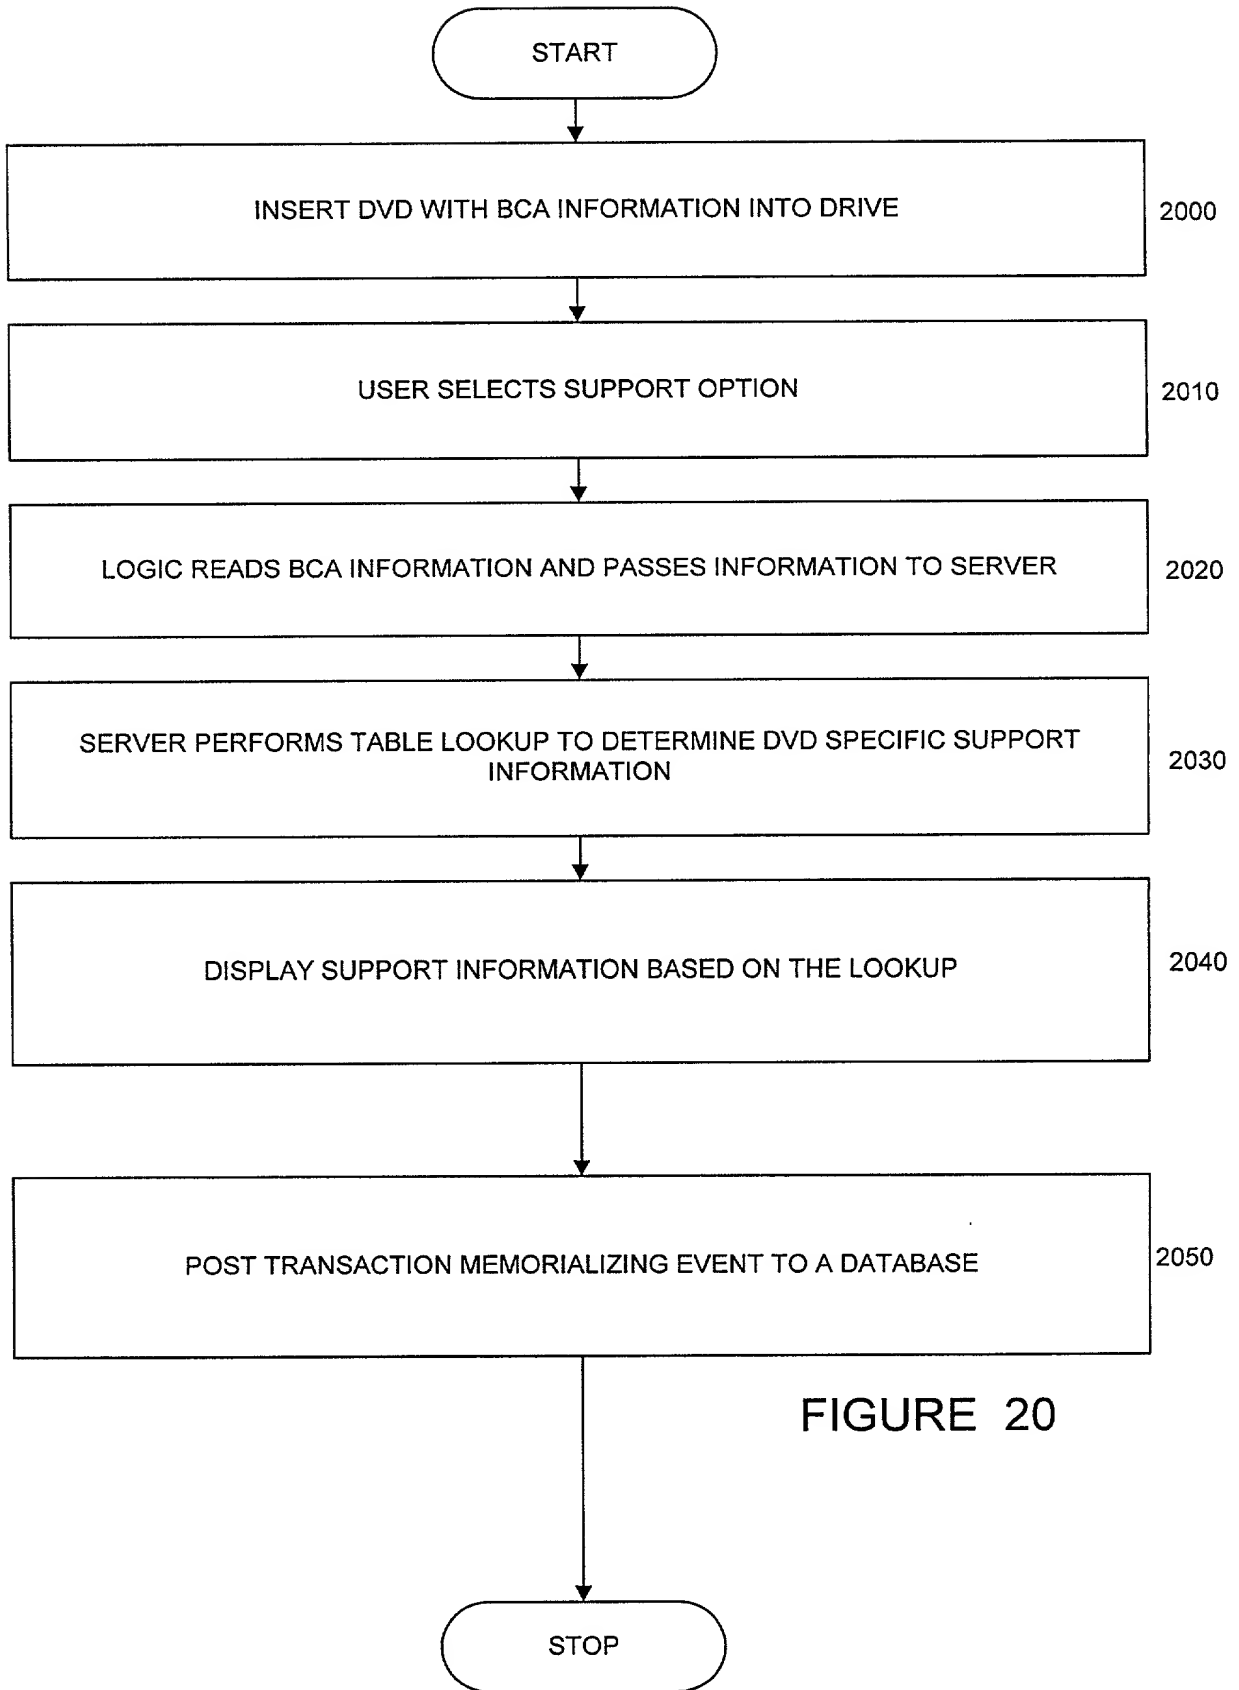 START
INSERT DVD WITH BCA INFORMATION INTO DRIVE
2000
USER SELECTS SUPPORT OPTION
2010
LOGIC READS BCA INFORMATION AND PASSES INFORMATION TO SERVER
2020
SERVER PERFORMS TABLE LOOKUP TO DETERMINE DVD SPECIFIC SUPPORT
INFORMATION
2030
DISPLAY SUPPORT INFORMATION BASED ON THE LOOKUP
2040
POST TRANSACTION MEMORIALIZING EVENT TO A DATABASE
2050
FIGURE 20
STOP